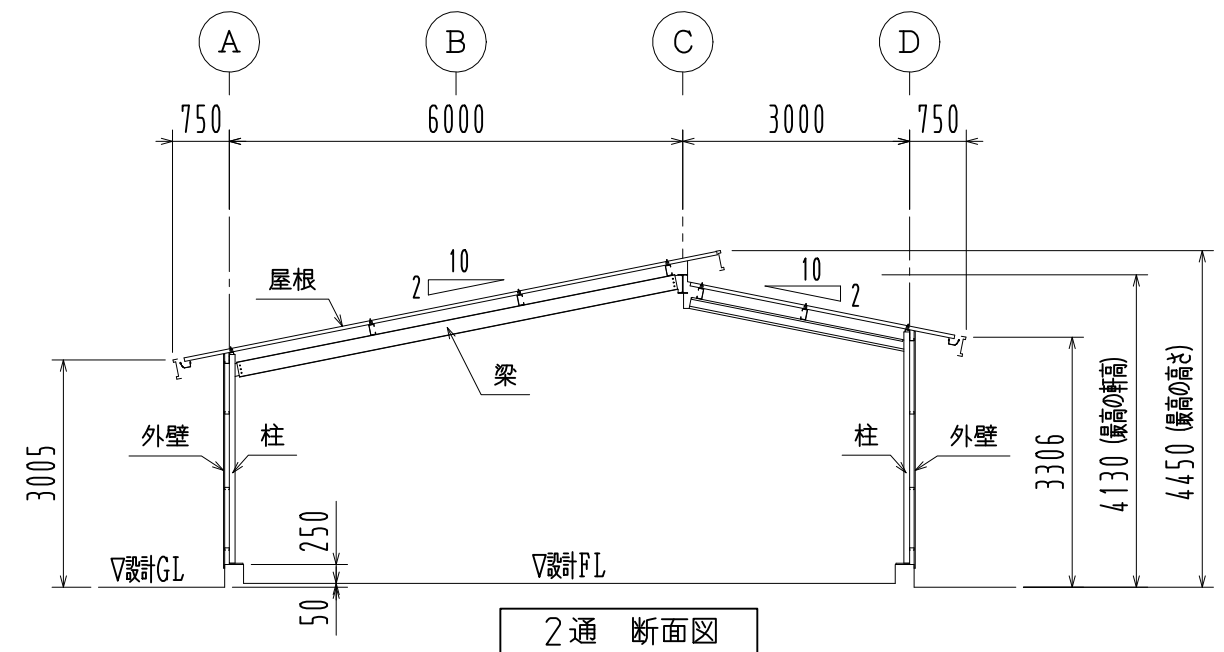 A B C D
750 6000 3000 750
10
2
屋根
10
2
梁
外壁
柱
柱
外壁
3005
3306
4130 (最高の軒高)
4450 (最高の高さ)
250
50
▽設計GL
▽設計FL
2通 断面図